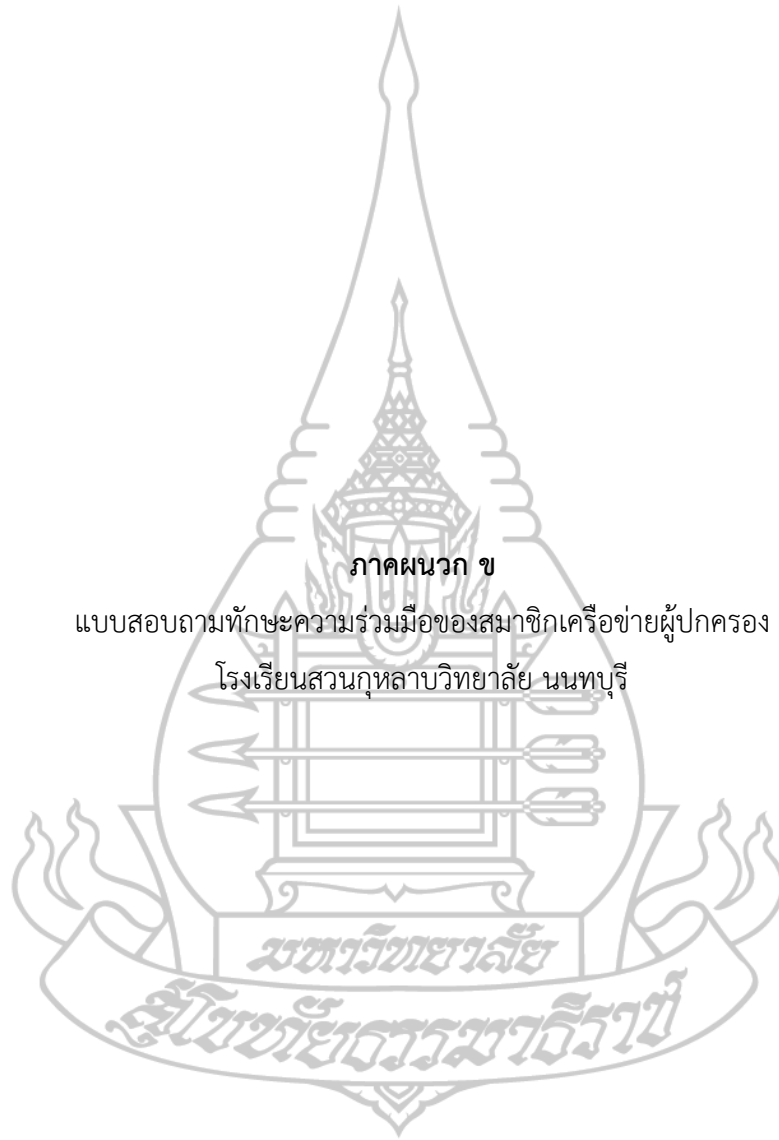 ภาคผนวก ข
แบบสอบถามทักษะความร่วมมือของสมาชิกเครือข่ายผู้ปกครอง
โรงเรียนสวนกุหลาบวิทยาลัย นนทบุรี
มหาวิทยาลัย
สุโขทัยธรรมาธิราช